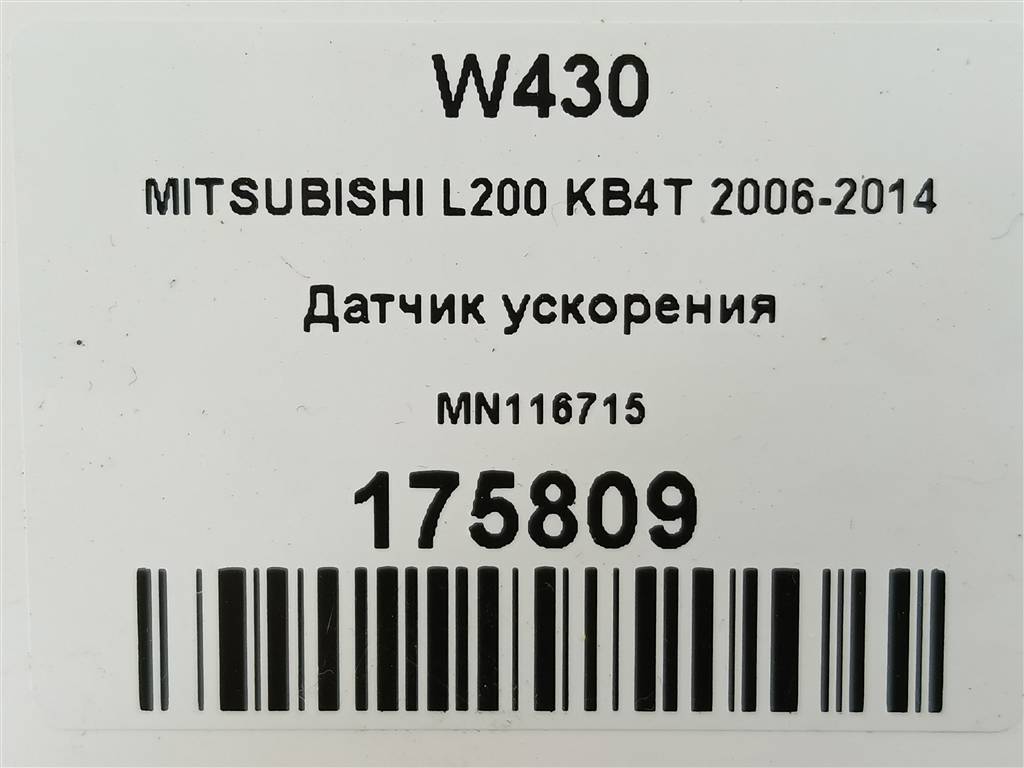 W430
MITSUBISHI L200 KB4T 2006-2014
Датчик ускорения
MN116715
175809